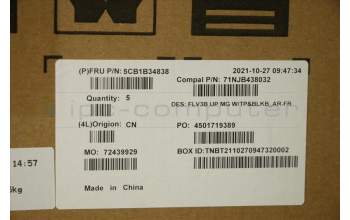 (P)FRU P/N: 5CB1B34838
2021-10-27 09:47:34
Compal P/N: 71NJB438032
Quantity: 5
DES: FLV3B UP MG W/TP&BLKB_AR-FR
(4L)Origion: CN
PO: 4501719389
MO: 72439929
BOX ID:TNBT2110270947320002
Made in China
14:57
kg